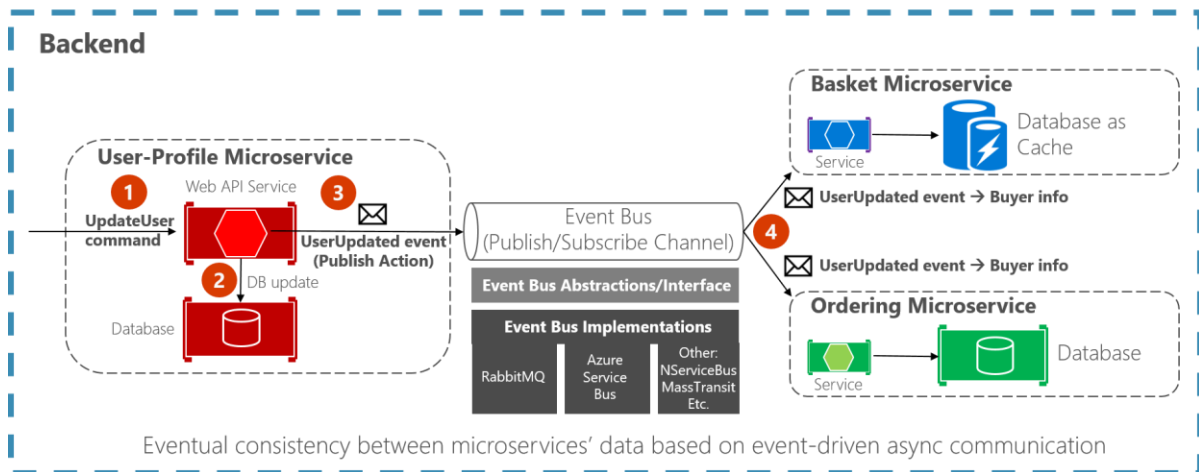 Backend
User-Profile Microservice
Web API Service
1
UpdateUser
command
2
DB update
Database
3
UserUpdated event
(Publish Action)
Event Bus
(Publish/Subscribe Channel)
Event Bus Abstractions/Interface
Event Bus Implementations
RabbitMQ
Azure
Service
Bus
Other:
NServiceBus
MassTransit
Etc.
4
Basket Microservice
Service
Database as
Cache
UserUpdated event → Buyer info
UserUpdated event → Buyer info
Ordering Microservice
Service
Database
Eventual consistency between microservices’ data based on event-driven async communication